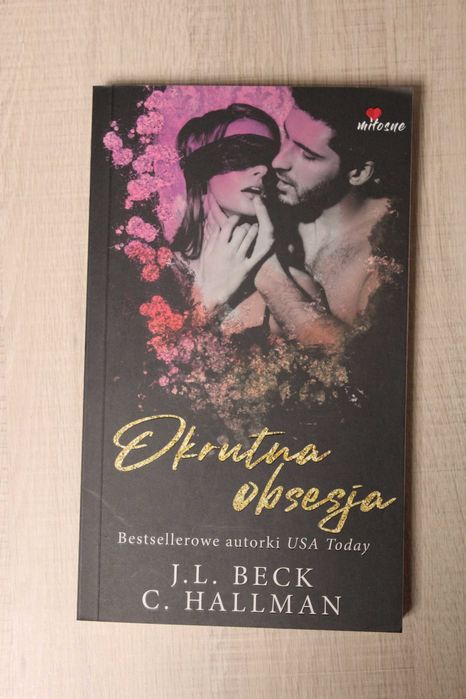 miłosne
Okrutna
obsesja
Bestsellerowe autorki USA Today
J.L. BECK
C. HALLMAN